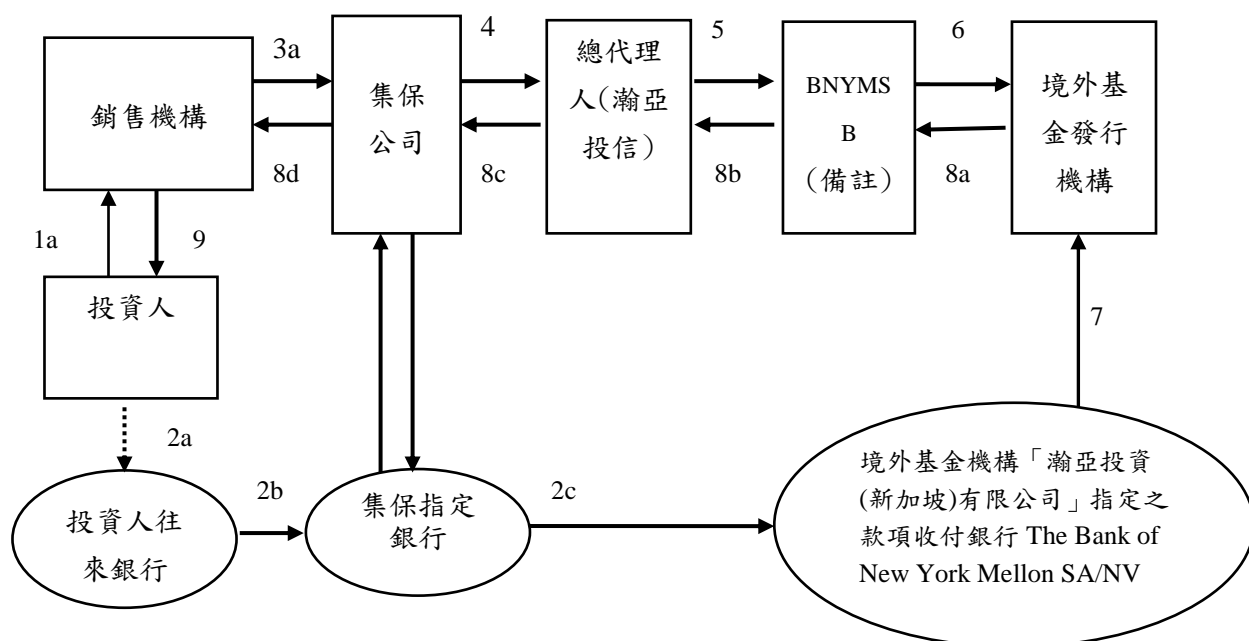 3a
4
5
6
銷售機構
集保
公司
總代理
人(瀚亞
投信)
BNYMS
B
(備註)
境外基
金發行
機構
8d
8c
8b
8a
1a
9
投資人
7
2a
投資人往
來銀行
2b
集保指定
銀行
2c
境外基金機構「瀚亞投資
(新加坡)有限公司」指定之
款項收付銀行 The Bank of
New York Mellon SA/NV